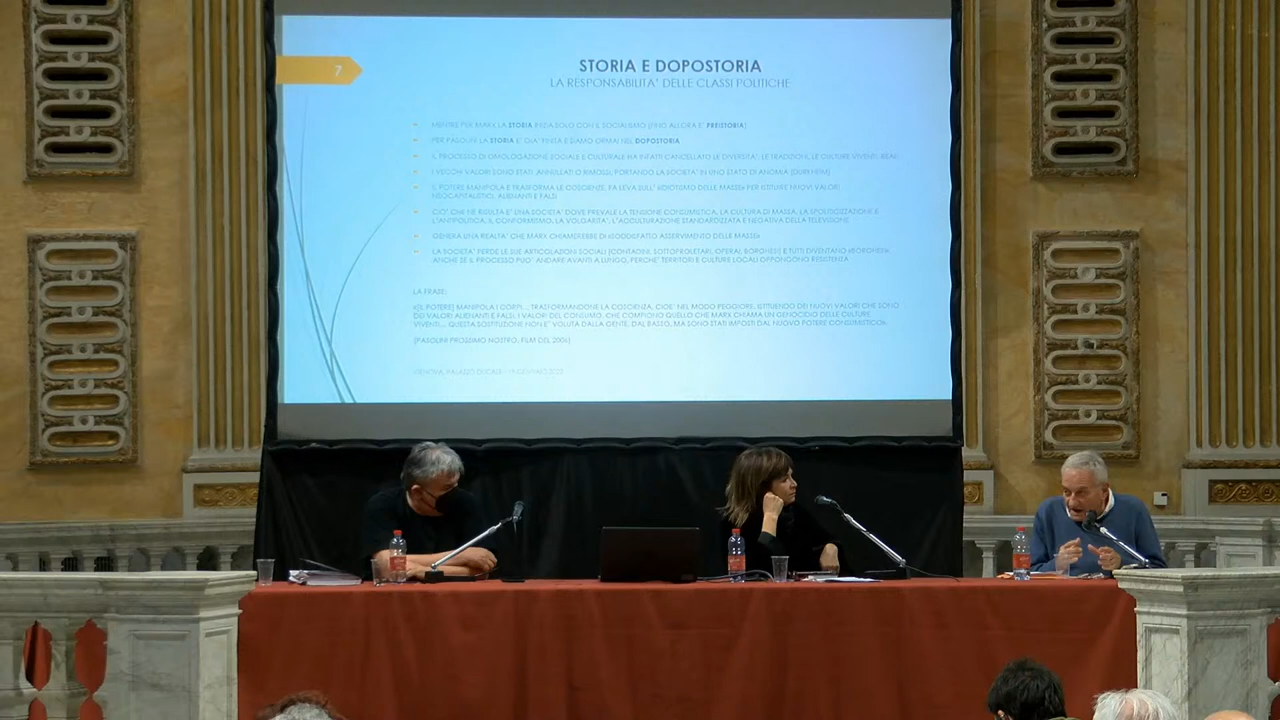 7
STORIA E DOPOSTORIA
LA RESPONSABILITA' DELLE CLASSI POLITICHE
MENTRE PER MARX LA STORIA INIZIA SOLO CON IL SOCIALISMO (FINO ALLORA E' PREISTORIA)
PER PASOLINI LA STORIA E' GIA' FINITA E SIAMO ORMAI NEL DOPOSTORIA
IL PROCESSO DI OMOLOGAZIONE SOCIALE E CULTURALE HA INFATTI CANCELLATO LE DIVERSITA', LE TRADIZIONI, LE CULTURE VIVENTI, REALI
I VECCHI VALORI SONO STATI ANNULLATI O RIMOSSI, PORTANDO LA SOCIETA' IN UNO STATO DI ANOMIA (DURKHEIM)
IL POTERE MANIPOLA E TRASFORMA LE COSCIENZE, FA LEVA SULL' «IDIOTISMO DELLE MASSE» PER ISTITUIRE NUOVI VALORI
NEOCAPITALISTICI, ALIENANTI E FALSI
CIO' CHE NE RISULTA E' UNA SOCIETA' DOVE PREVALE LA TENSIONE CONSUMISTICA, LA CULTURA DI MASSA, LA SPOLITICIZZAZIONE E
L'ANTIPOLITICA, IL CONFORMISMO, LA VOLGARITA', L'ACCULTURAZIONE STANDARDIZZATA E NEGATIVA DELLA TELEVISIONE
GENERA UNA REALTA' CHE MARX CHIAMEREBBE DI «SODDISFATTO ASSERVIMENTO DELLE MASSE»
LA SOCIETA' PERDE LE SUE ARTICOLAZIONI SOCIALI (CONTADINI, SOTTOPROLETARI, OPERAI, BORGHESI) E TUTTI DIVENTANO «BORGHESI»
ANCHE SE IL PROCESSO PUO' ANDARE AVANTI A LUNGO, PERCHE' TERRITORI E CULTURE LOCALI OPPONGONO RESISTENZA
LA FRASE:
«(IL POTERE) MANIPOLA I CORPI... TRASFORMANDONE LA COSCIENZA, CIOE' NEL MODO PEGGIORE, ISTITUENDO DEI NUOVI VALORI CHE SONO
DEI VALORI ALIENANTI E FALSI, I VALORI DEL CONSUMO, CHE COMPIONO QUELLO CHE MARX CHIAMA UN GENOCIDIO DELLE CULTURE
VIVENTI... QUESTA SOSTITUZIONE NON E' VOLUTA DALLA GENTE, DAL BASSO, MA SONO STATI IMPOSTI DAL NUOVO POTERE CONSUMISTICO».
(PASOLINI PROSSIMO NOSTRO, FILM DEL 2006)
GENOVA, PALAZZO DUCALE – 19 GENNAIO 2022